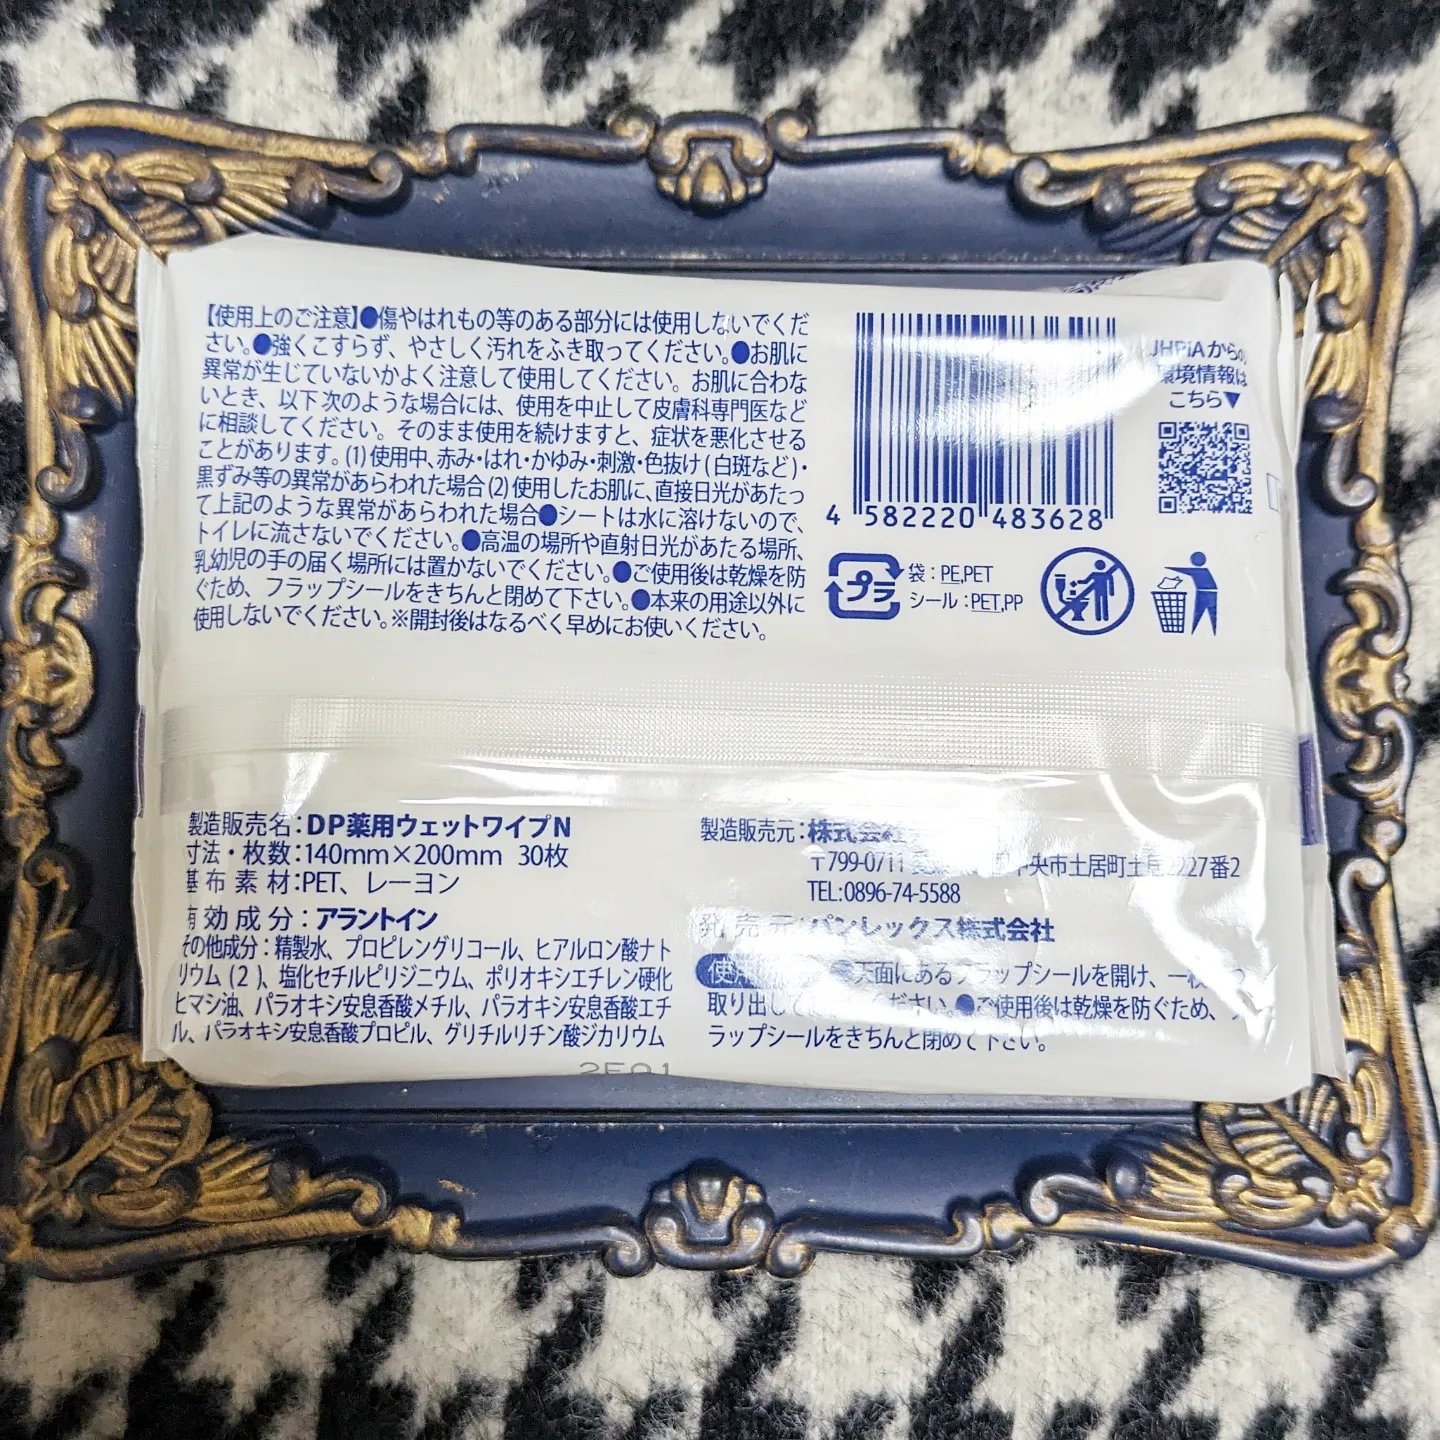 【使用上のご注意】●傷やはれもの等のある部分には使用しないでくだ
さい。●強くこすらず、やさしく汚れをふき取ってください。●お肌に
異常が生じていないかよく注意して使用してください。お肌に合わな
いとき、以下次のような場合には、使用を中止して皮膚科専門医など
に相談してください。そのまま使用を続けますと、症状を悪化させる
ことがあります。(1)使用中、赤み・はれ・かゆみ・刺激・色抜け(白斑など)・
黒ずみ等の異常があらわれた場合(2)使用したお肌に、直接日光があたっ
て上記のような異常があらわれた場合●シートは水に溶けないので、
トイレに流さないでください。●高温の場所や直射日光があたる場所、
乳幼児の手の届く場所には置かないでください。●ご使用後は乾燥を防
ぐため、フラップシールをきちんと閉めて下さい。●本来の用途以外に
使用しないでください。※開封後はなるべく早めにお使いください。
4 582220 483628
JHPIAからの
環境情報は
こちら▼
プラ
袋：PE,PET
シール：PET,PP
製造販売名：DP薬用ウェットワイプN
寸法・枚数：140mm×200mm 30枚
基布素材：PET、レーヨン
有効成分：アラントイン
その他成分：精製水、プロピレングリコール、ヒアルロン酸ナト
リウム(2)、塩化セチルピリジニウム、ポリオキシエチレン硬化
ヒマシ油、パラオキシ安息香酸メチル、パラオキシ安息香酸エチ
ル、パラオキシ安息香酸プロピル、グリチルリチン酸ジカリウム
製造販売元：株式会社
〒799-0711 中央市土居町土居2227番2
TEL:0896-74-5588
発売元：パンレックス株式会社
使用 ●天面にあるフラップシールを開け、一枚
取り出して ください。●ご使用後は乾燥を防ぐため、フ
ラップシールをきちんと閉めて下さい。